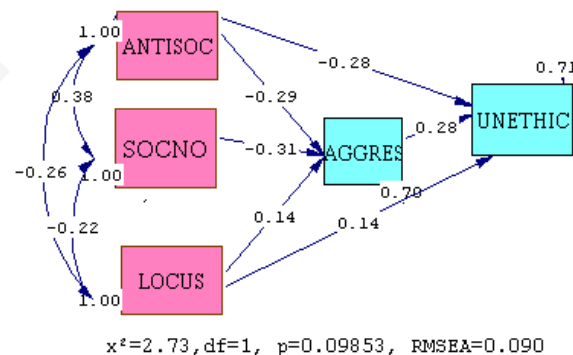 1.00
ANTISOC
-0.28
0.71
0.38
-0.29
UNETHIC
SOCNO
-0.31
AGGRES
0.28
-0.26
1.00
0.70
-0.22
0.14
0.14
LOCUS
1.00
x²=2.73,df=1, p=0.09853, RMSEA=0.090